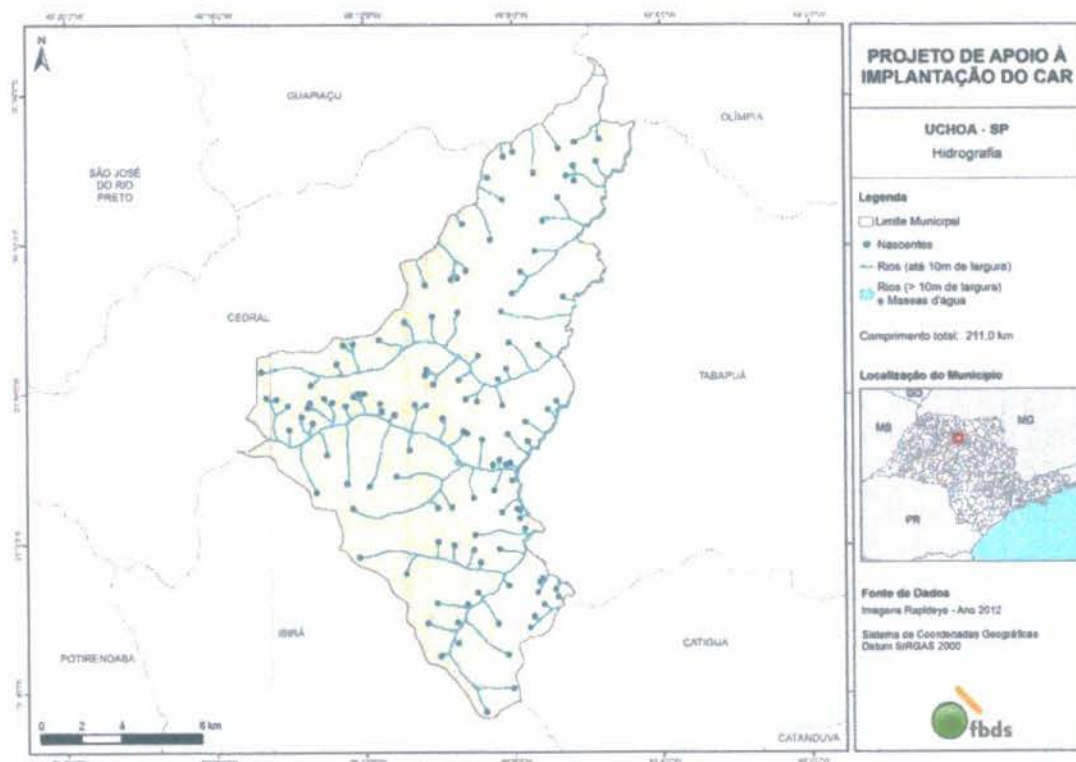 N
GUAPIAÇU
OLÍMPIA
SÃO JOSÉ
DO RIO
PRETO
CEDRAL
TABAPUÃ
IBIRÁ
POTIRENDABA
CATIGUA
CATANDUVA
0 2 4 8 km
PROJETO DE APOIO À
IMPLANTAÇÃO DO CAR
UCHOA - SP
Hidrografia
Legenda
Limite Municipal
Nascentes
Rios (até 10m de largura)
Rios (> 10m de largura)
e Massas d'água
Comprimento total: 211,0 km
Localização do Município
GO
MS
MG
PR
Fonte de Dados
Imagens Rapideye - Ano 2012
Sistema de Coordenadas Geográficas
Datum SIRGAS 2000
fbds